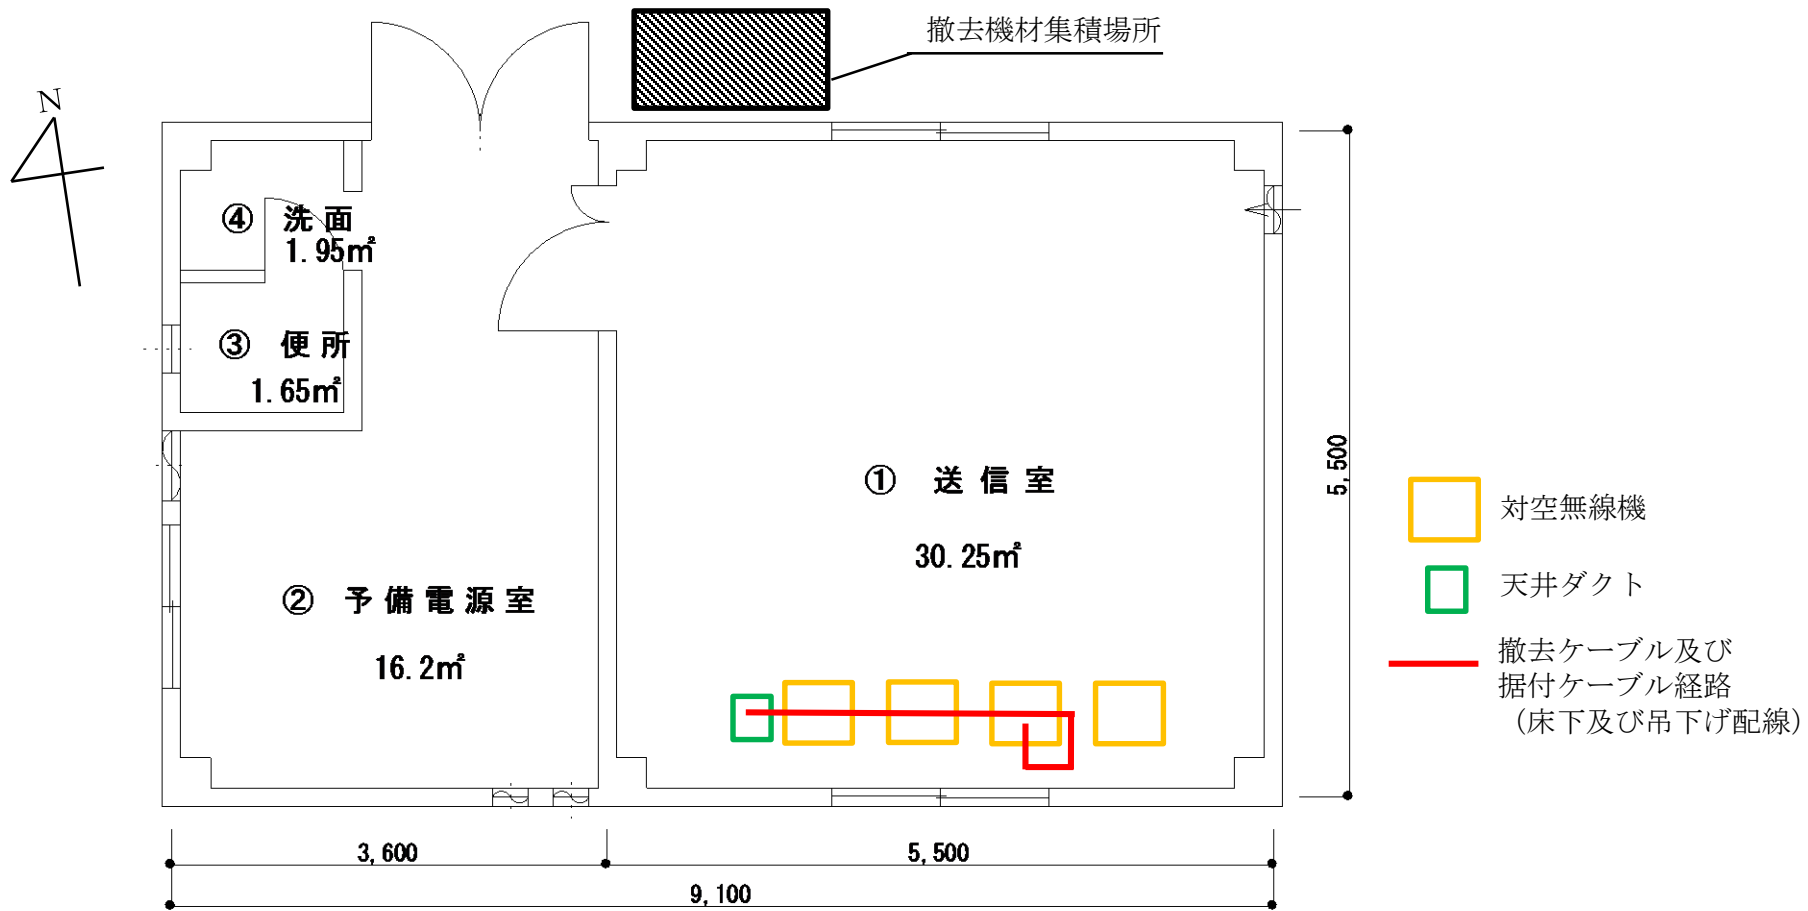 撤去機材集積場所
N
④ 洗面
1.95㎡
③ 便所
1.65㎡
① 送信室
30.25㎡
② 予備電源室
16.2㎡
5,500
対空無線機
天井ダクト
撤去ケーブル及び
据付ケーブル経路
（床下及び吊下げ配線）
3,600
5,500
9,100